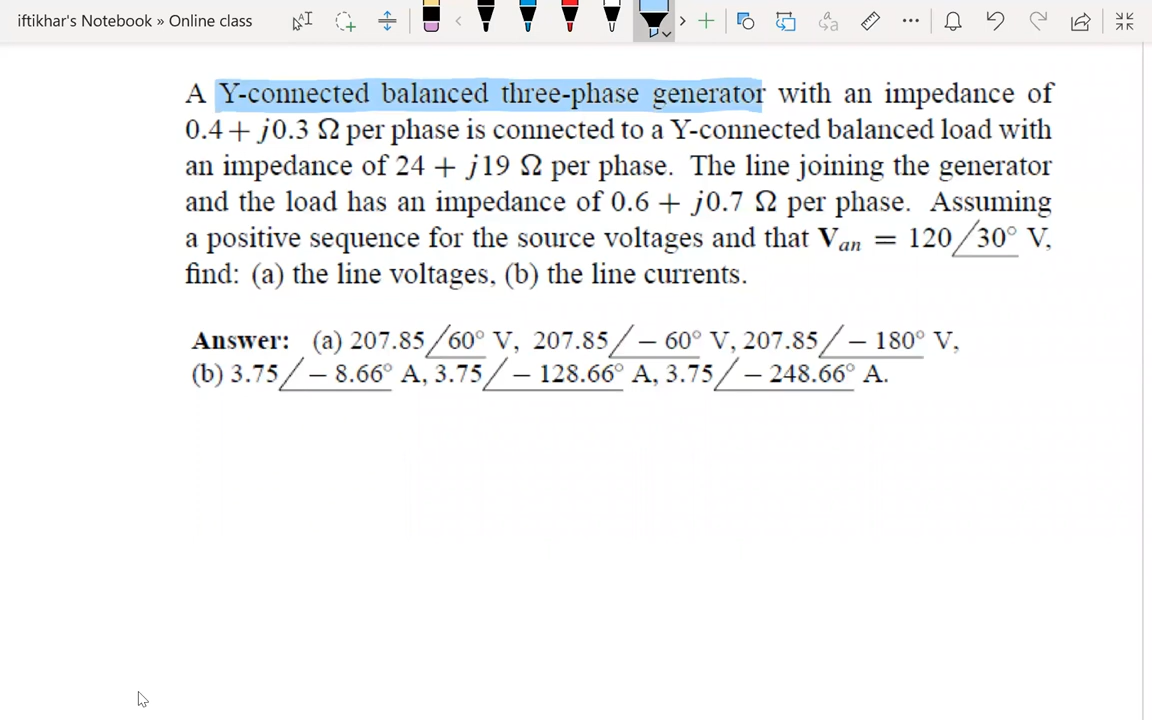 iftikhar's Notebook » Online class
A Y-connected balanced three-phase generator with an impedance of
0.4 + j0.3 Ω per phase is connected to a Y-connected balanced load with
an impedance of 24 + j19 Ω per phase. The line joining the generator
and the load has an impedance of 0.6 + j0.7 Ω per phase. Assuming
a positive sequence for the source voltages and that Van = 120/30° V,
find: (a) the line voltages, (b) the line currents.
Answer: (a) 207.85/60° V, 207.85/− 60° V, 207.85/− 180° V,
(b) 3.75/− 8.66° A, 3.75/− 128.66° A, 3.75/− 248.66° A.